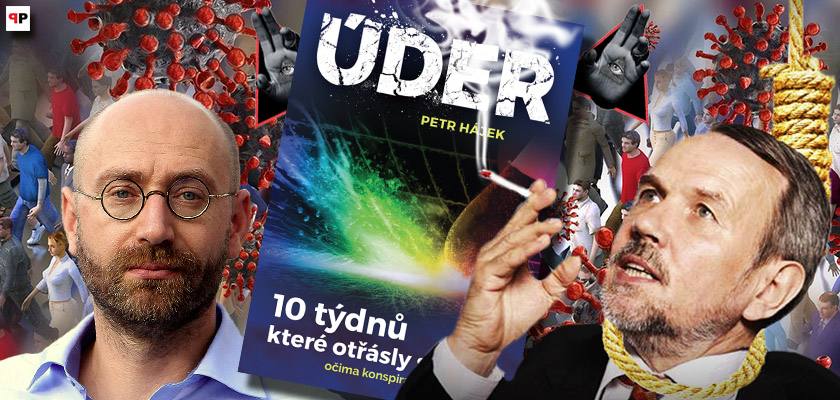 PP
ÚDER
PETR HÁJEK
10 týdnů
které otřásly
očima